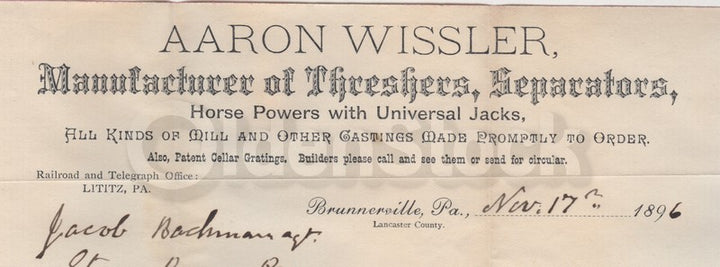 AARON WISSLER,
Manufacturer of Threshers, Separators,
Horse Powers with Universal Jacks,
ALL KINDS OF MILL AND OTHER CASTINGS MADE PROMPTLY TO ORDER.
Also, Patent Cellar Gratings. Builders please call and see them or send for circular.
Railroad and Telegraph Office:
LITITZ, PA.
Brunnerville, Pa., Nov. 17th 1896
Lancaster County.
Jacob Bachman agt.
OldenStock